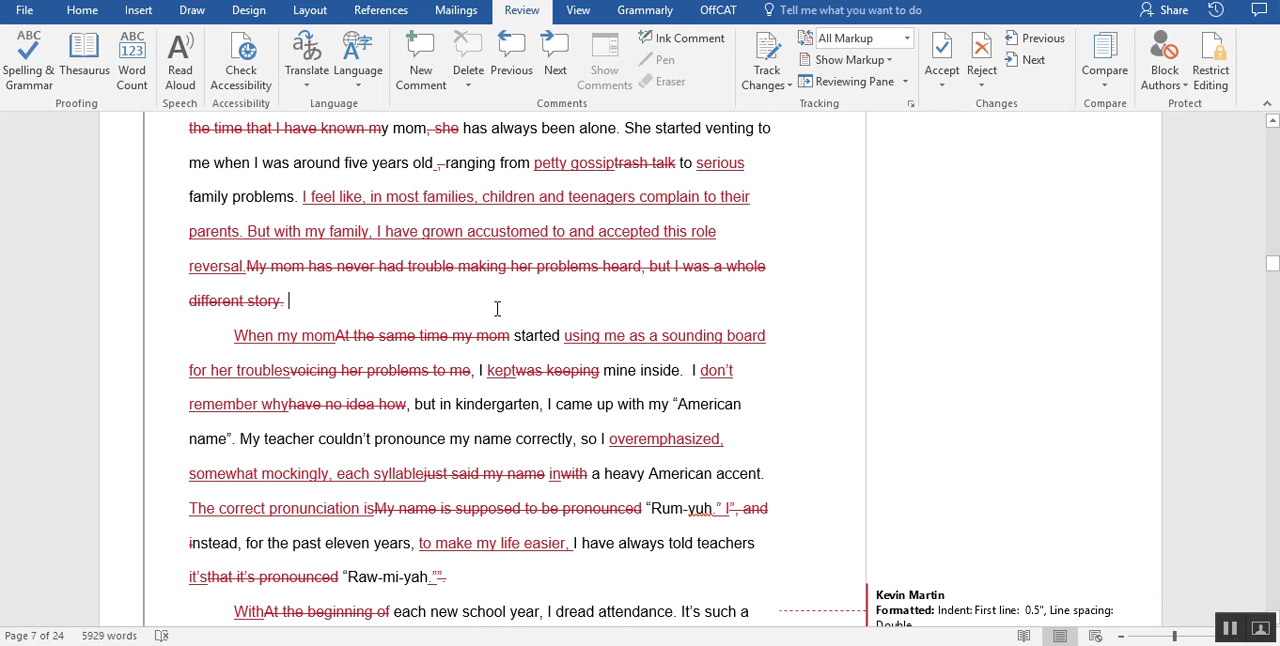 File Home Insert Draw Design Layout References Mailings Review View Grammarly OffCAT Tell me what you want to do Share
ABC Spelling & Grammar Thesaurus ABC 123 Word Count Read Aloud Check Accessibility Translate Language New Comment Delete Previous Next Show Comments Ink Comment Pen Eraser Track Changes All Markup Show Markup Reviewing Pane Accept Reject Previous Next Compare Block Authors Restrict Editing
Proofing Speech Accessibility Language Comments Tracking Changes Compare Protect
the time that I have known my mom, she has always been alone. She started venting to
me when I was around five years old , ranging from petty gossiptrash talk to serious
family problems. I feel like, in most families, children and teenagers complain to their
parents. But with my family, I have grown accustomed to and accepted this role
reversal.My mom has never had trouble making her problems heard, but I was a whole
different story.
When my momAt the same time my mom started using me as a sounding board
for her troublesvoicing her problems to me, I keptwas keeping mine inside. I don’t
remember whyhave no idea how, but in kindergarten, I came up with my “American
name”. My teacher couldn’t pronounce my name correctly, so I overemphasized,
somewhat mockingly, each syllablejust said my name inwith a heavy American accent.
The correct pronunciation isMy name is supposed to be pronounced “Rum-yuh.” I”, and
instead, for the past eleven years, to make my life easier, I have always told teachers
it’sthat it’s pronounced “Raw-mi-yah.””.
WithAt the beginning of each new school year, I dread attendance. It’s such a
Kevin Martin
Formatted: Indent: First line: 0.5", Line spacing:
Double
Page 7 of 24 5929 words